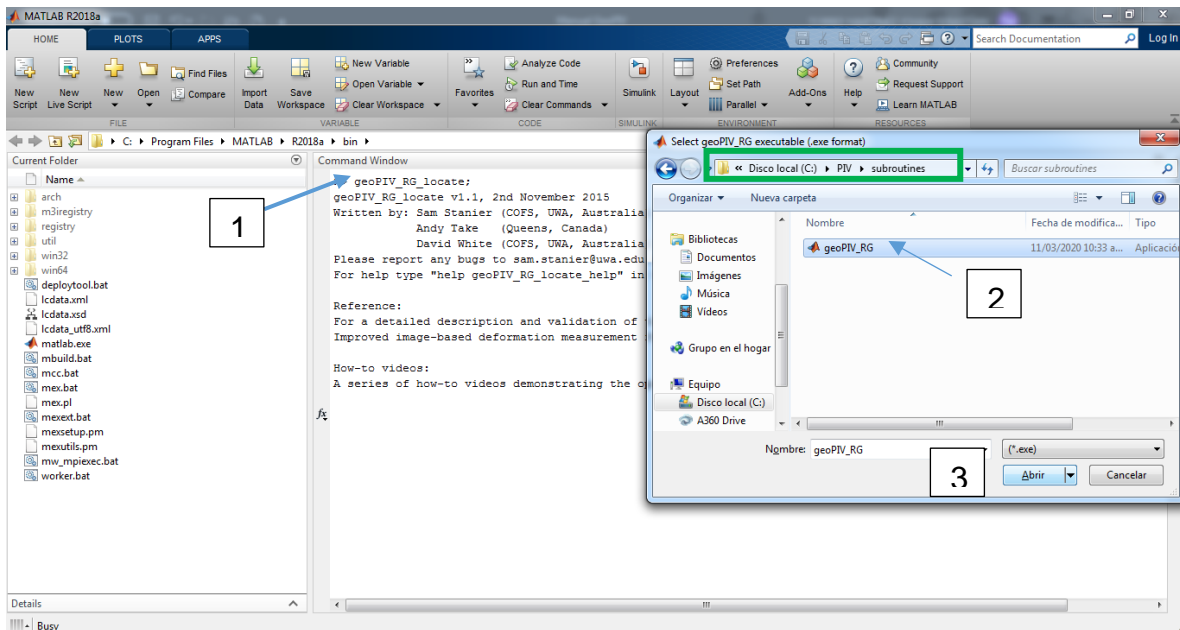 MATLAB R2018a
HOME PLOTS APPS
Search Documentation Log In
New Script
New Live Script
New
Open
Find Files
Compare
Import Data
Save Workspace
New Variable
Open Variable
Clear Workspace
Favorites
Analyze Code
Run and Time
Clear Commands
Simulink
Layout
Preferences
Set Path
Parallel
Add-Ons
Help
Community
Request Support
Learn MATLAB
FILE VARIABLE CODE SIMULINK ENVIRONMENT RESOURCES
C: Program Files MATLAB R2018a bin
Current Folder
Name
arch
m3iregistry
registry
util
win32
win64
deploytool.bat
lcdata.xml
lcdata.xsd
lcdata_utf8.xml
matlab.exe
mbuild.bat
mcc.bat
mex.bat
mex.pl
mexext.bat
mexsetup.pm
mexutils.pm
mw_mpiexec.bat
worker.bat
Details
Busy
1
Command Window
geoPIV_RG_locate;
geoPIV_RG_locate v1.1, 2nd November 2015
Written by: Sam Stanier (COFS, UWA, Australia
Andy Take (Queens, Canada)
David White (COFS, UWA, Australia
Please report any bugs to sam.stanier@uwa.edu
For help type "help geoPIV_RG_locate_help" in
Reference:
For a detailed description and validation of
Improved image-based deformation measurement
How-to videos:
A series of how-to videos demonstrating the
fx
Select geoPIV_RG executable (.exe format)
« Disco local (C:) PIV subroutines
Buscar subroutines
Organizar Nueva carpeta
Bibliotecas
Documentos
Imágenes
Música
Vídeos
Grupo en el hogar
Equipo
Disco local (C:)
A360 Drive
Nombre Fecha de modifica... Tipo
geoPIV_RG 11/03/2020 10:33 a... Aplicación
2
Nombre: geoPIV_RG (*.exe)
3
Abrir Cancelar